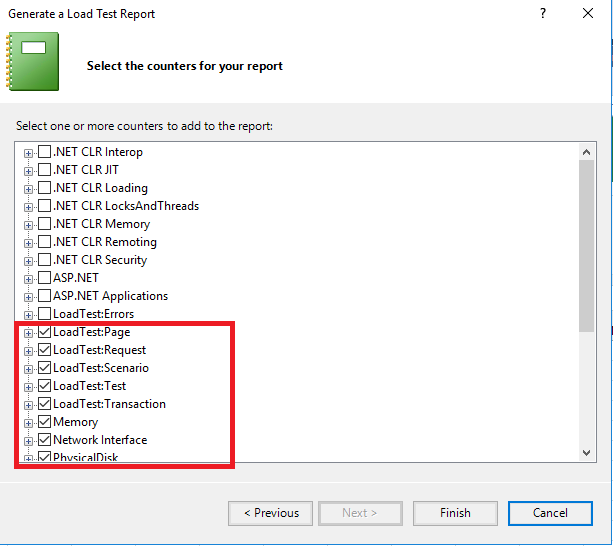 Generate a Load Test Report
?
Select the counters for your report
Select one or more counters to add to the report:
.NET CLR Interop
.NET CLR JIT
.NET CLR Loading
.NET CLR LocksAndThreads
.NET CLR Memory
.NET CLR Remoting
.NET CLR Security
ASP.NET
ASP.NET Applications
LoadTest:Errors
LoadTest:Page
LoadTest:Request
LoadTest:Scenario
LoadTest:Test
LoadTest:Transaction
Memory
Network Interface
PhysicalDisk
< Previous
Next >
Finish
Cancel